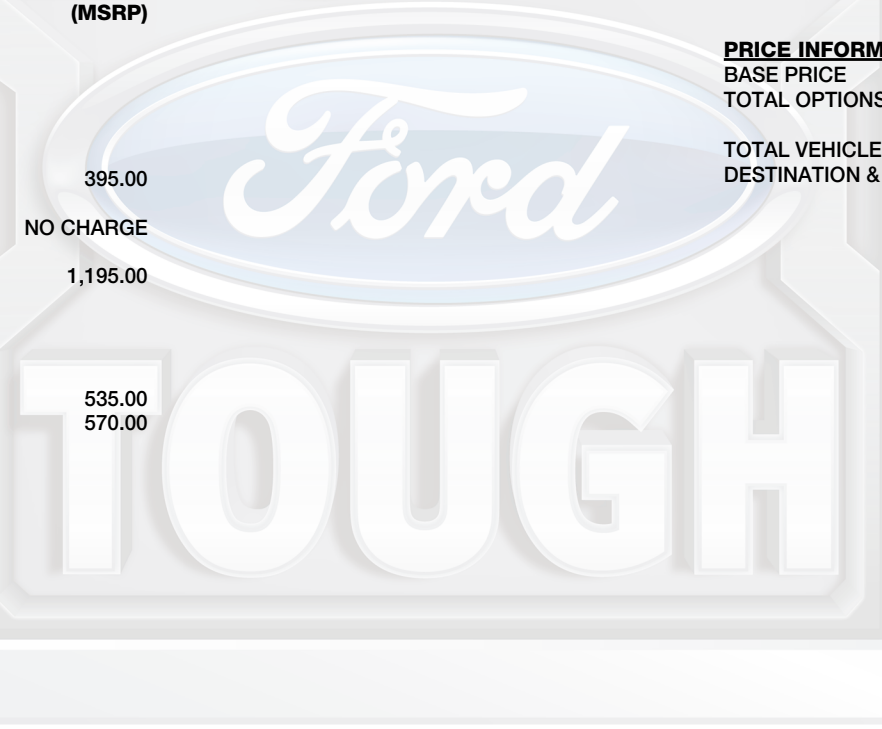 (MSRP)
395.00
NO CHARGE
1,195.00
535.00
570.00
PRICE INFORM
BASE PRICE
TOTAL OPTIONS
TOTAL VEHICLE
DESTINATION &
Ford
TOUGH